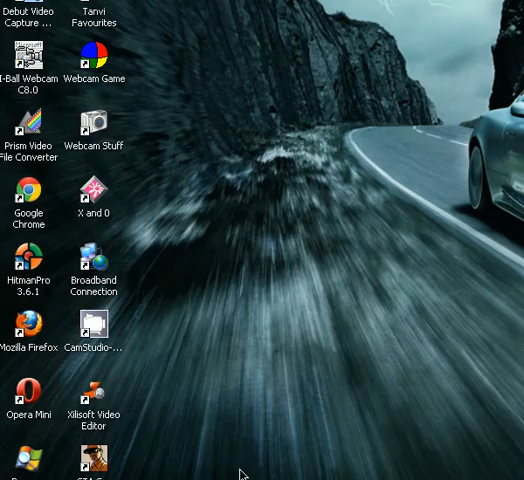 Debut Video
Capture ...
Tanvi
Favourites
I-Ball Webcam
C8.0
Webcam Game
Prism Video
File Converter
Webcam Stuff
Google
Chrome
X and 0
HitmanPro
3.6.1
Broadband
Connection
Mozilla Firefox
CamStudio-...
Opera Mini
Xilisoft Video
Editor